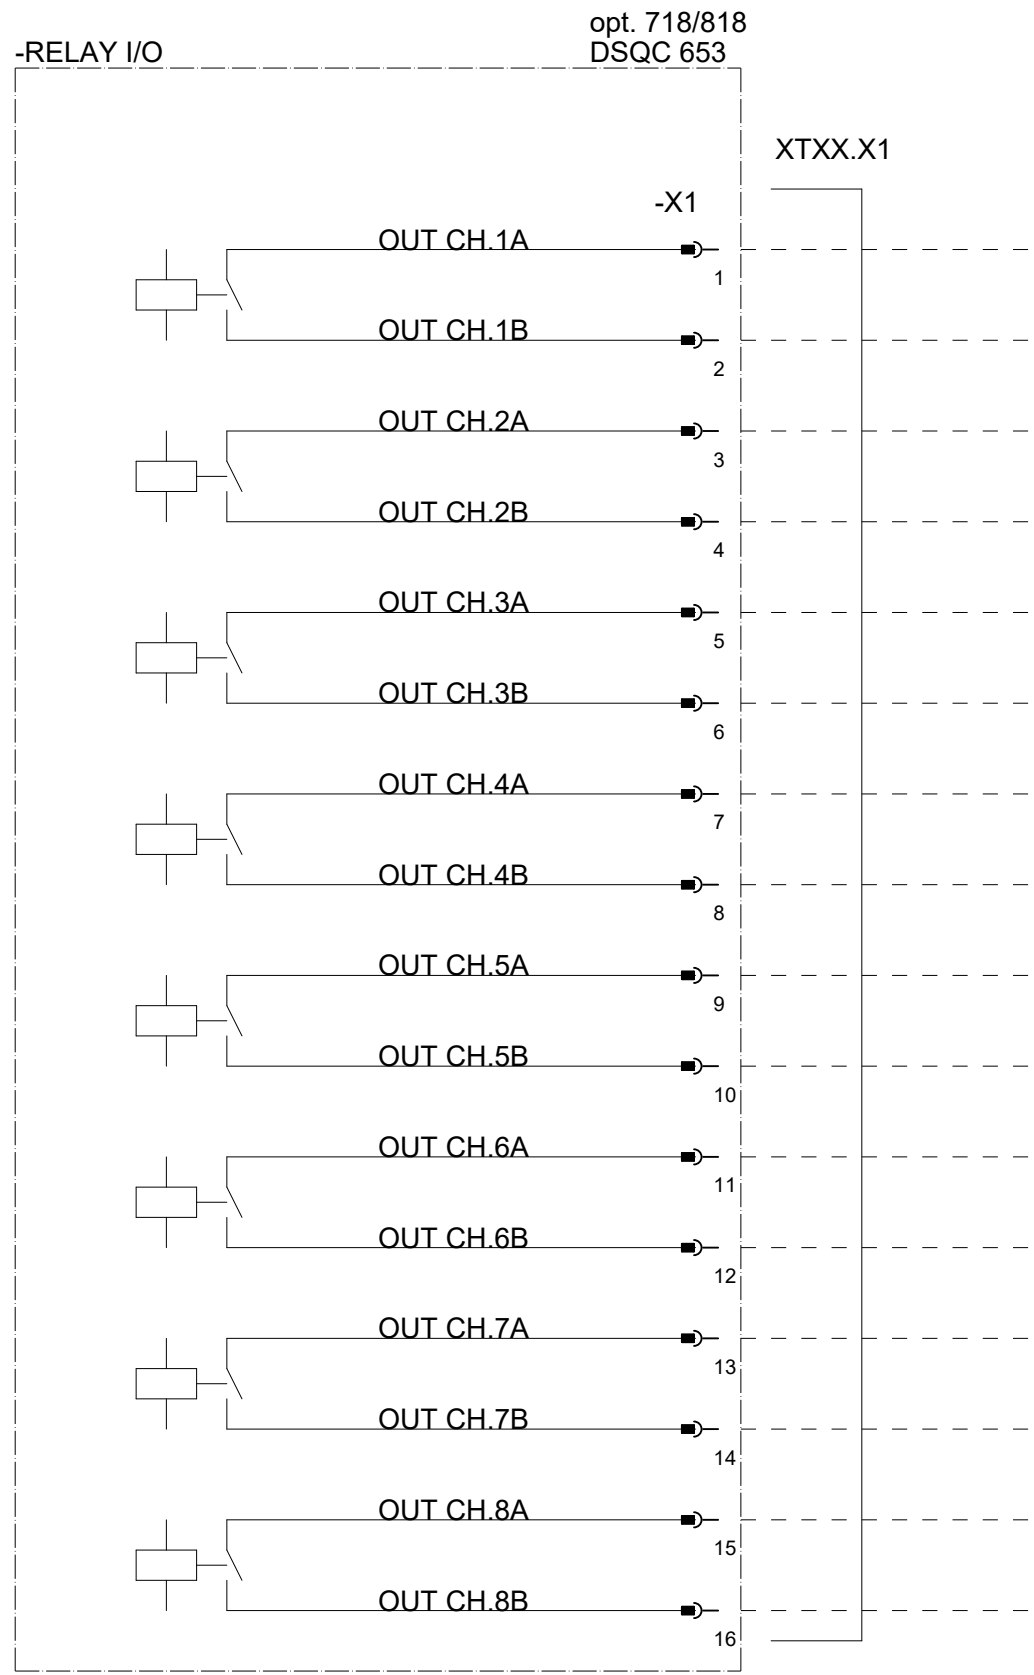 opt. 718/818
-RELAY I/O DSQC 653
XTXX.X1
-X1
OUT CH.1A
1
OUT CH.1B
2
OUT CH.2A
3
OUT CH.2B
4
OUT CH.3A
5
OUT CH.3B
6
OUT CH.4A
7
OUT CH.4B
8
OUT CH.5A
9
OUT CH.5B
10
OUT CH.6A
11
OUT CH.6B
12
OUT CH.7A
13
OUT CH.7B
14
OUT CH.8A
15
OUT CH.8B
16